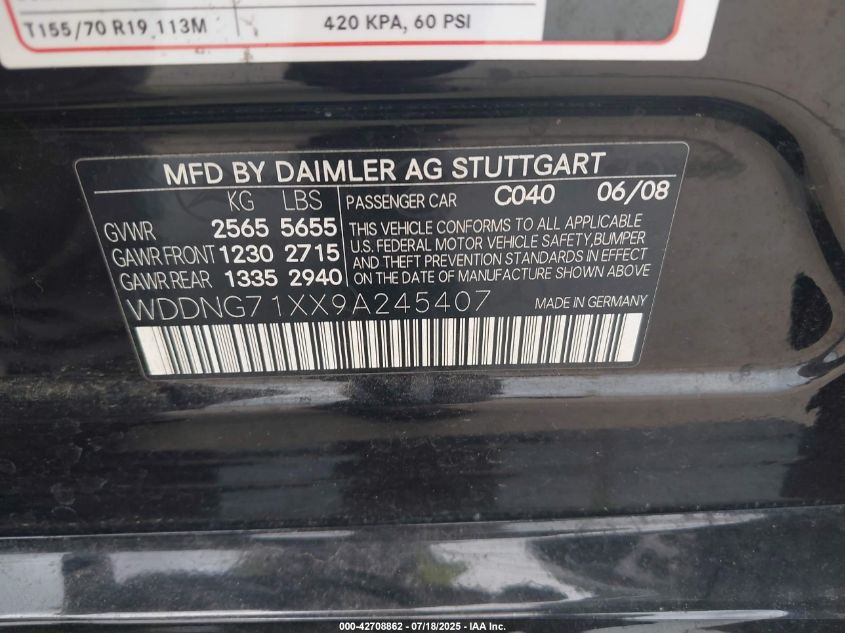 T155/70 R19 113M 420 KPA, 60 PSI
MFD BY DAIMLER AG STUTTGART
KG LBS
GVWR 2565 5655
GAWR FRONT 1230 2715
GAWR REAR 1335 2940
PASSENGER CAR C040 06/08
THIS VEHICLE CONFORMS TO ALL APPLICABLE
U.S. FEDERAL MOTOR VEHICLE SAFETY,BUMPER
AND THEFT PREVENTION STANDARDS IN EFFECT
ON THE DATE OF MANUFACTURE SHOWN ABOVE
WDDNG71XX9A245407 MADE IN GERMANY
000-42708862 - 07/18/2025 - IAA Inc.